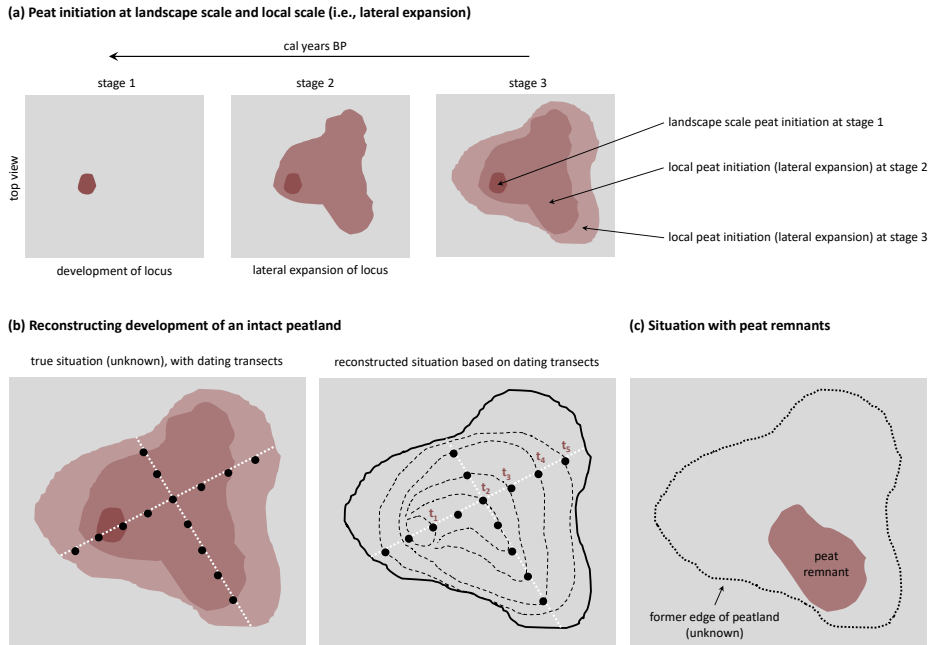 (a) Peat initiation at landscape scale and local scale (i.e., lateral expansion)
cal years BP
stage 1
stage 2
stage 3
top view
landscape scale peat initiation at stage 1
local peat initiation (lateral expansion) at stage 2
local peat initiation (lateral expansion) at stage 3
development of locus
lateral expansion of locus
(b) Reconstructing development of an intact peatland
(c) Situation with peat remnants
true situation (unknown), with dating transects
reconstructed situation based on dating transects
t1
t2
t3
t4
t5
peat
remnant
former edge of peatland
(unknown)